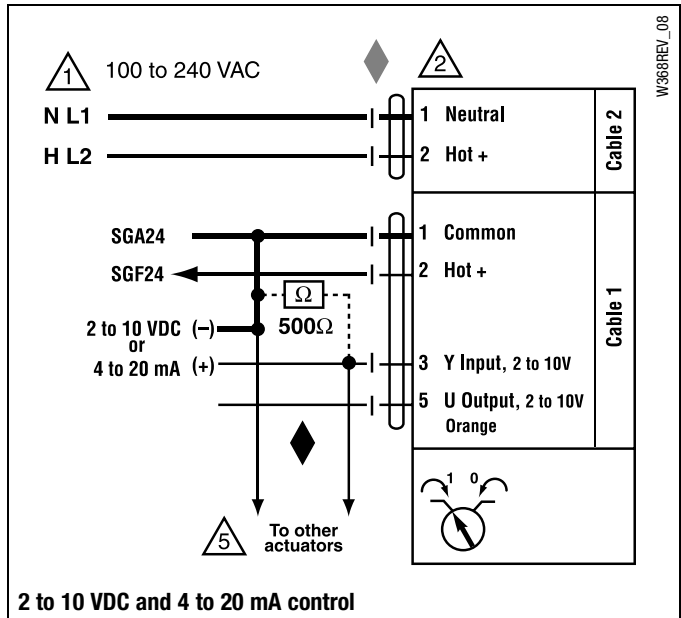 W368REV_08
1 100 to 240 VAC
2
N L1
1 Neutral
H L2
2 Hot +
Cable 2
SGA24
1 Common
SGF24
2 Hot +
Ω
500Ω
2 to 10 VDC (–)
or
4 to 20 mA (+)
3 Y Input, 2 to 10V
5 U Output, 2 to 10V
Orange
Cable 1
1 0
5
To other
actuators
2 to 10 VDC and 4 to 20 mA control